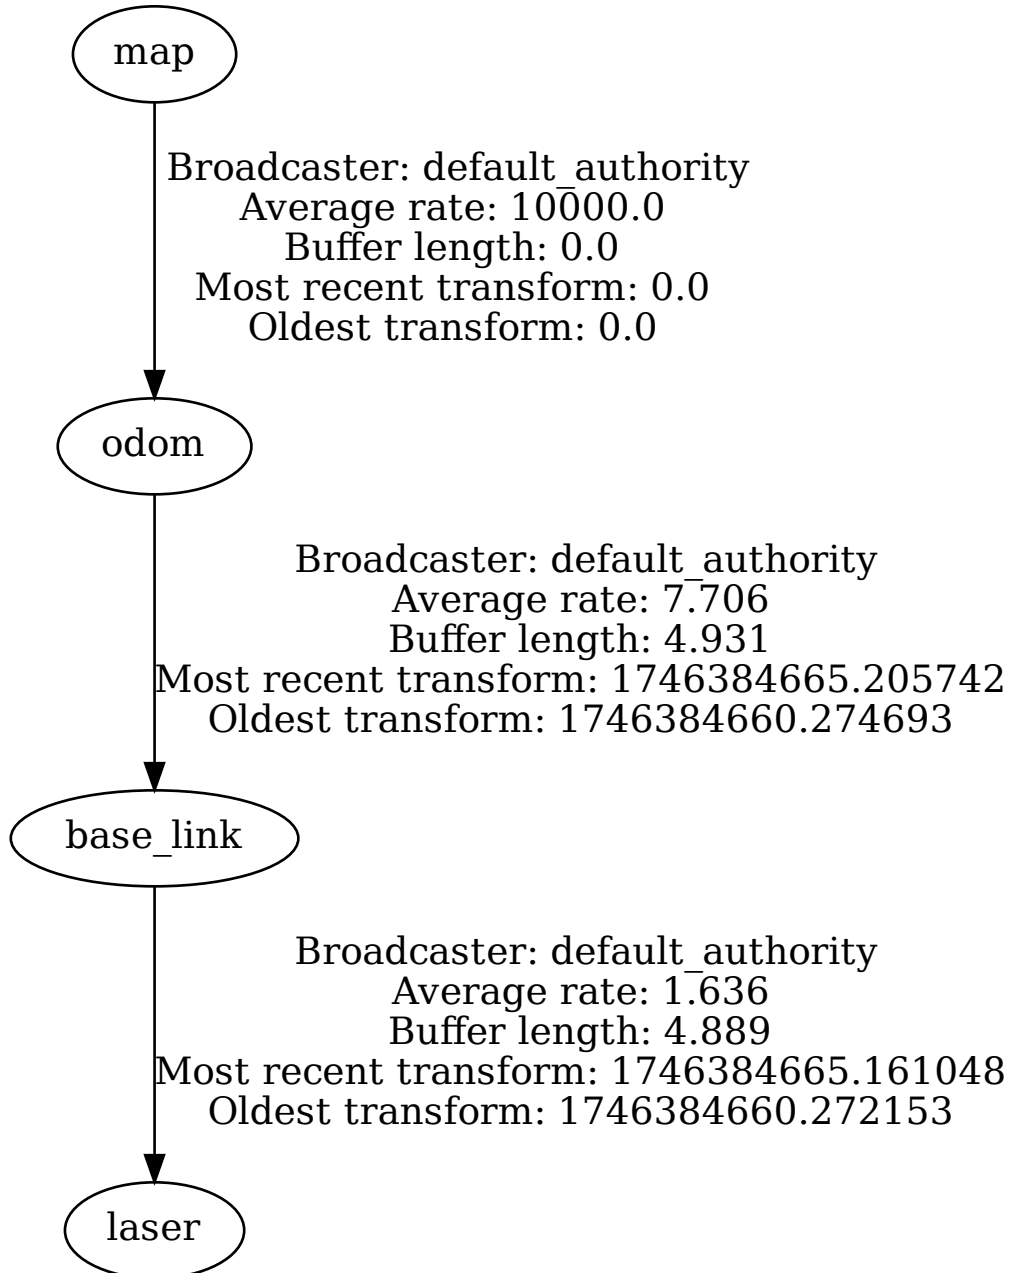 map
Broadcaster: default_authority
Average rate: 10000.0
Buffer length: 0.0
Most recent transform: 0.0
Oldest transform: 0.0
odom
Broadcaster: default_authority
Average rate: 7.706
Buffer length: 4.931
Most recent transform: 1746384665.205742
Oldest transform: 1746384660.274693
base_link
Broadcaster: default_authority
Average rate: 1.636
Buffer length: 4.889
Most recent transform: 1746384665.161048
Oldest transform: 1746384660.272153
laser